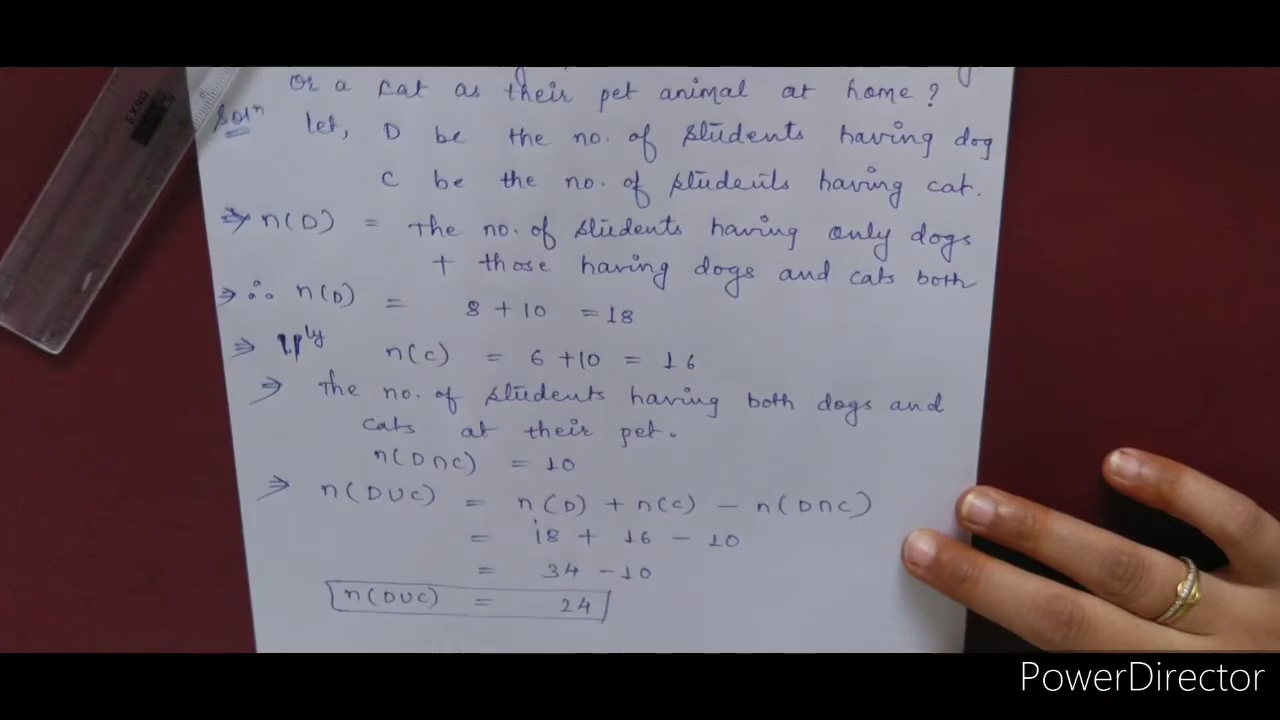 or a cat as their pet animal at home?
Solⁿ let, D be the no. of students having dog
C be the no. of students having cat.
⇒ n(D) = the no. of students having only dogs
+ those having dogs and cats both
⇒ ∴ n(D) = 8 + 10 = 18
⇒ lly n(C) = 6 + 10 = 16
⇒ The no. of students having both dogs and
cats at their pet.
n(D∩C) = 10
⇒ n(D∪C) = n(D) + n(C) - n(D∩C)
= 18 + 16 - 10
= 34 - 10
n(D∪C) = 24
PowerDirector